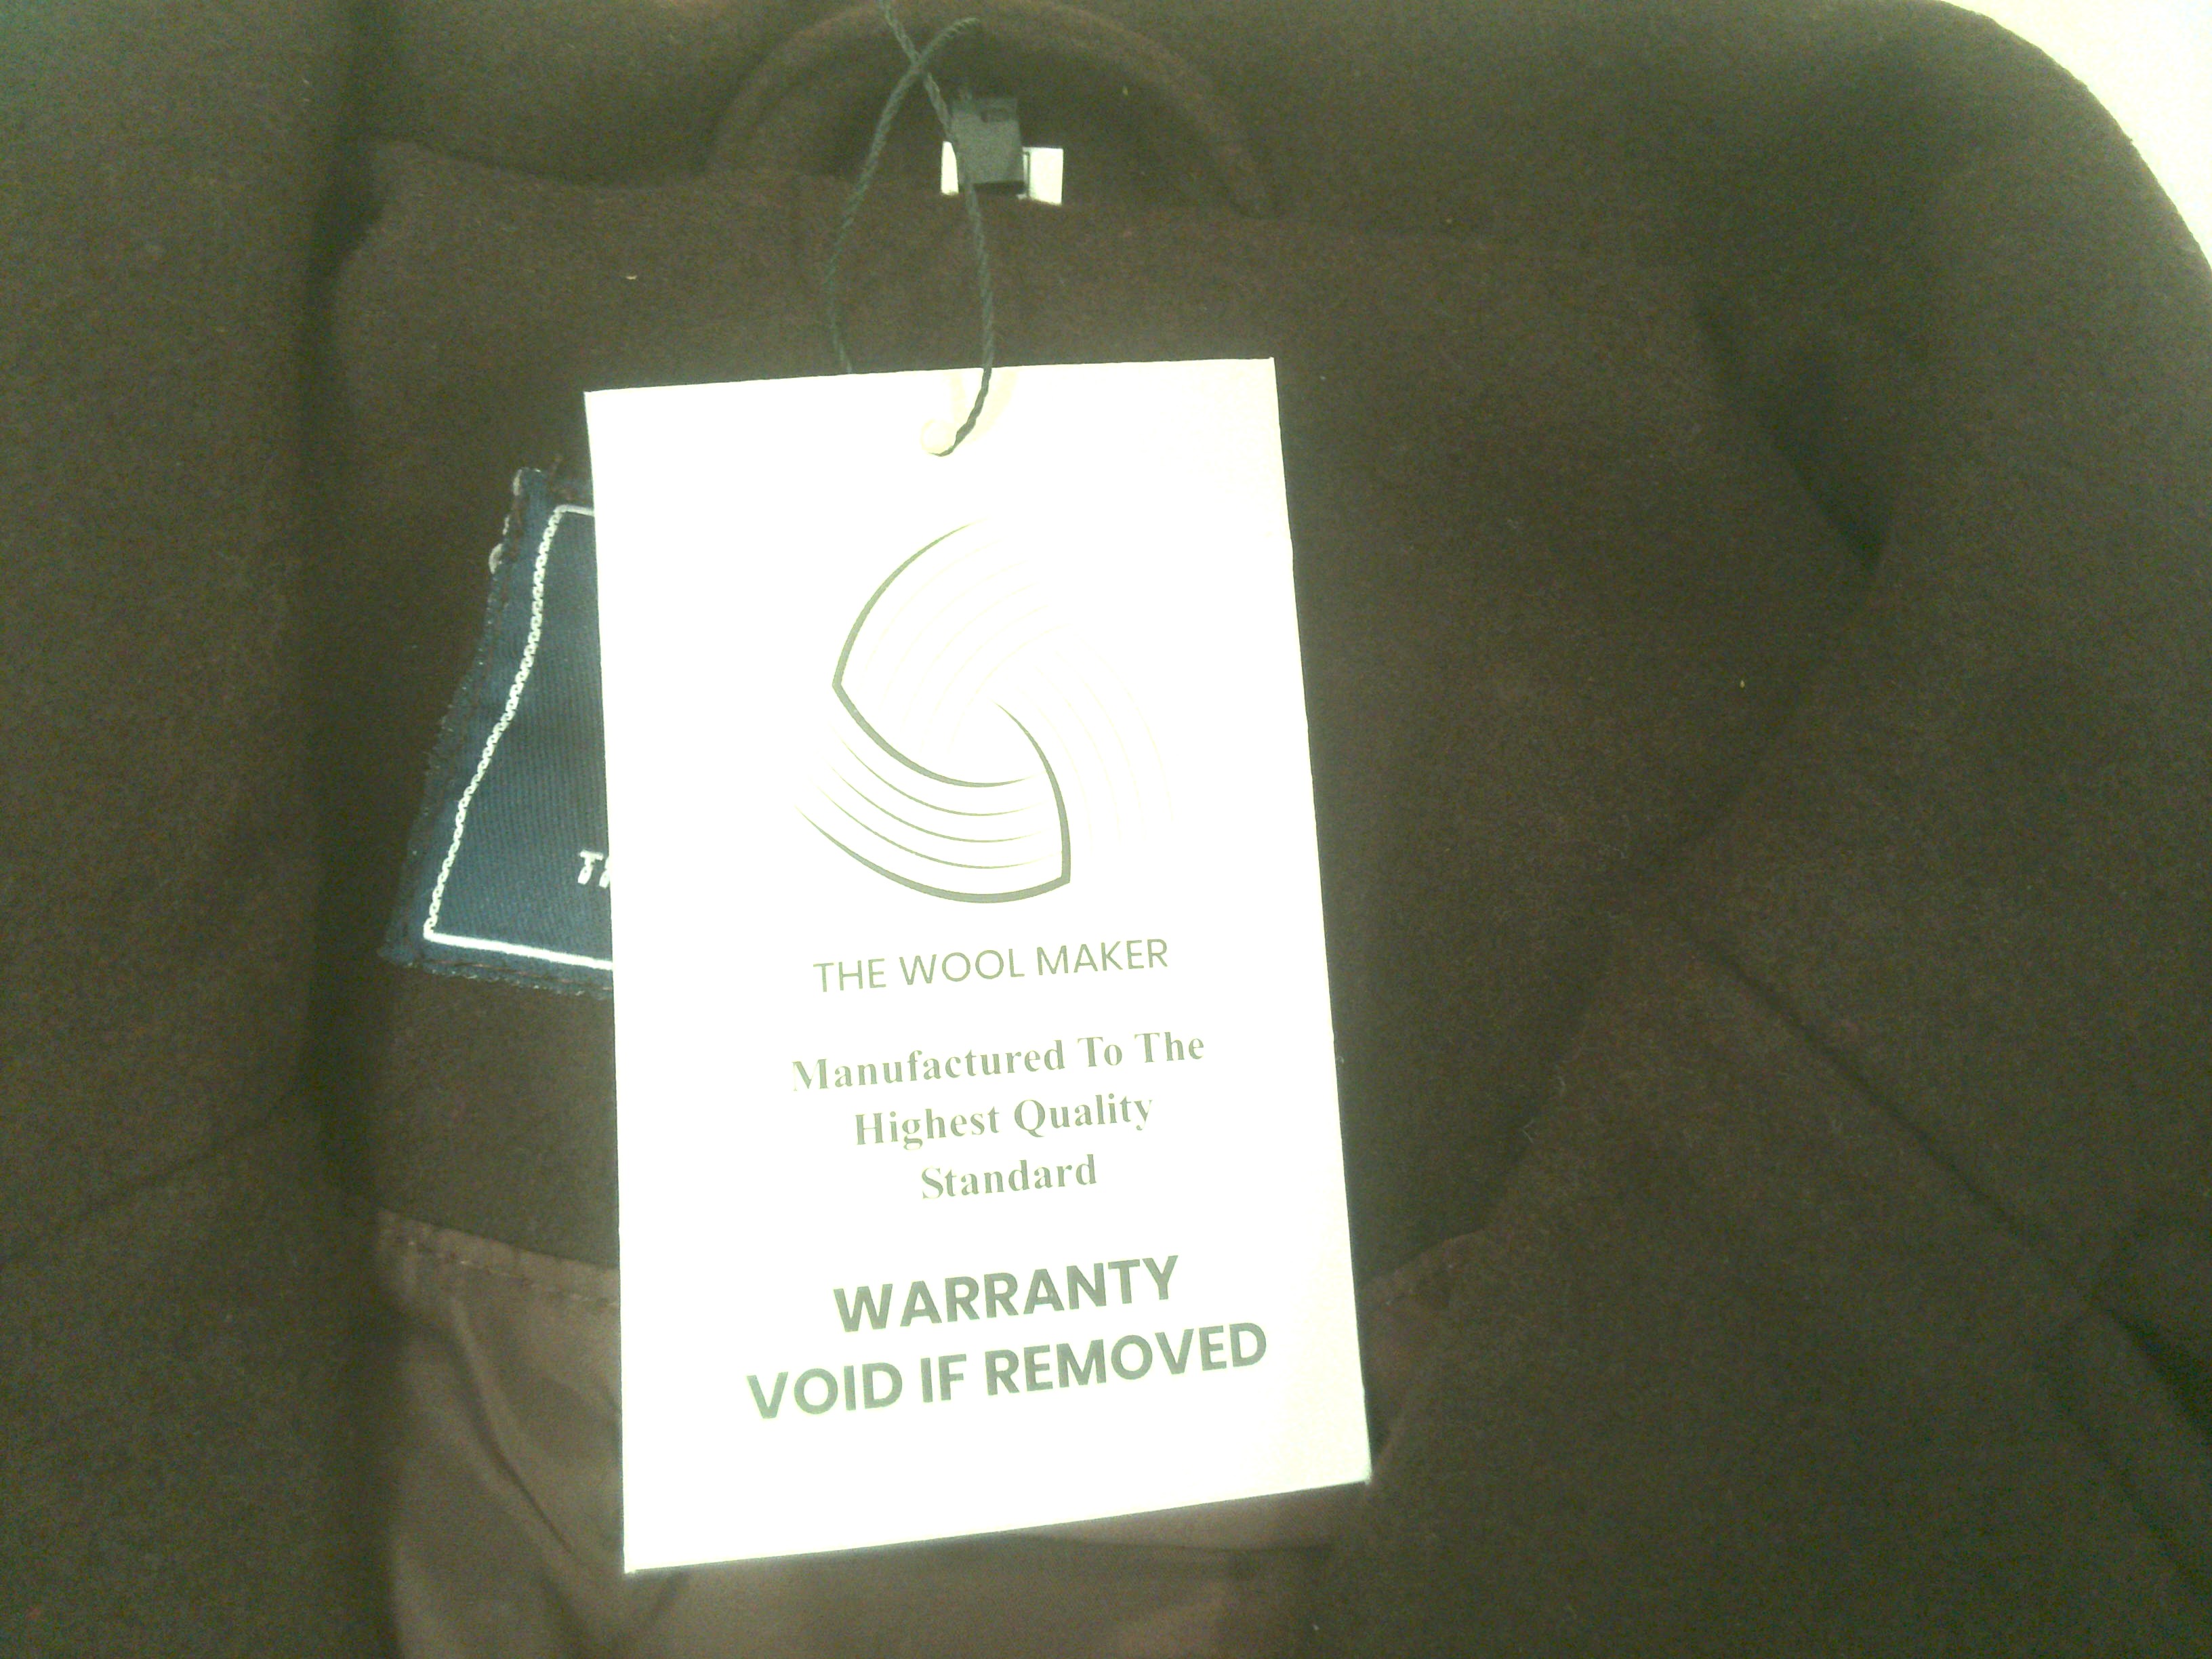 THE WOOL MAKER
Manufactured To The
Highest Quality
Standard
WARRANTY
VOID IF REMOVED